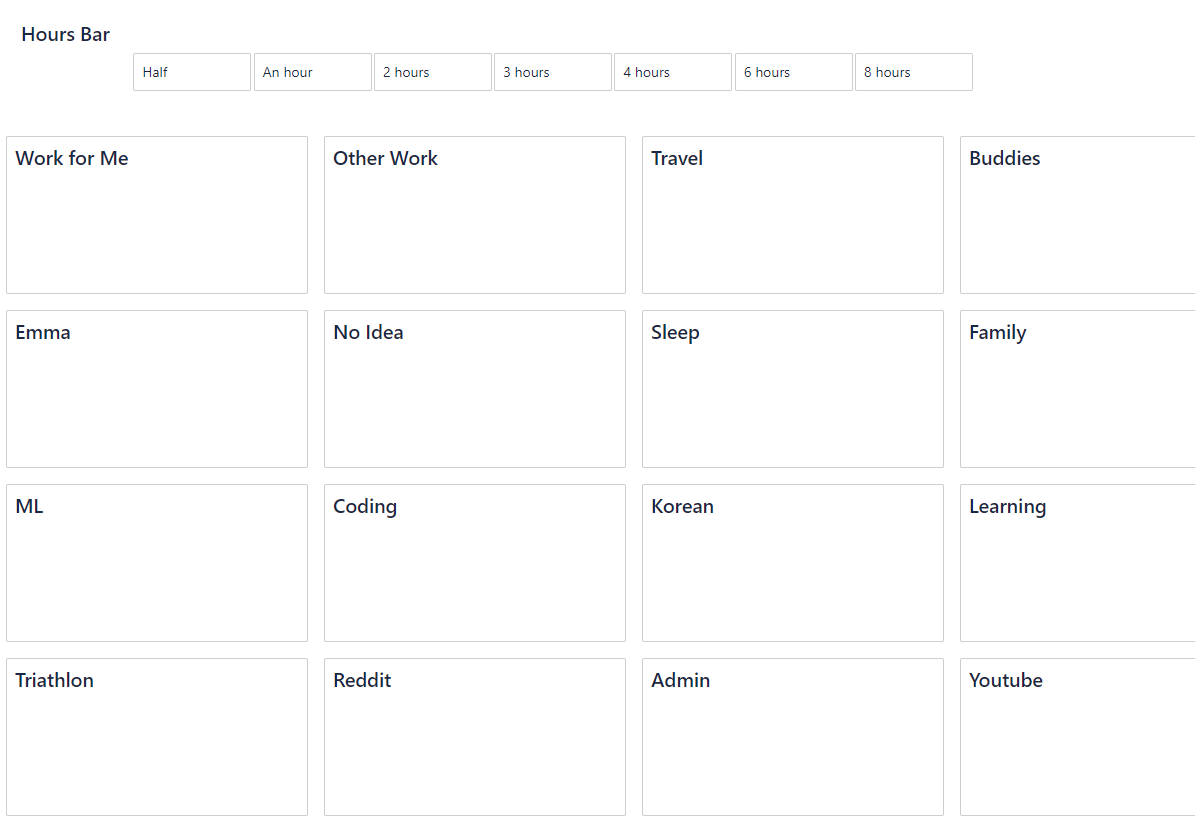 Hours Bar
Half An hour 2 hours 3 hours 4 hours 6 hours 8 hours
Work for Me Other Work Travel Buddies
Emma No Idea Sleep Family
ML Coding Korean Learning
Triathlon Reddit Admin Youtube